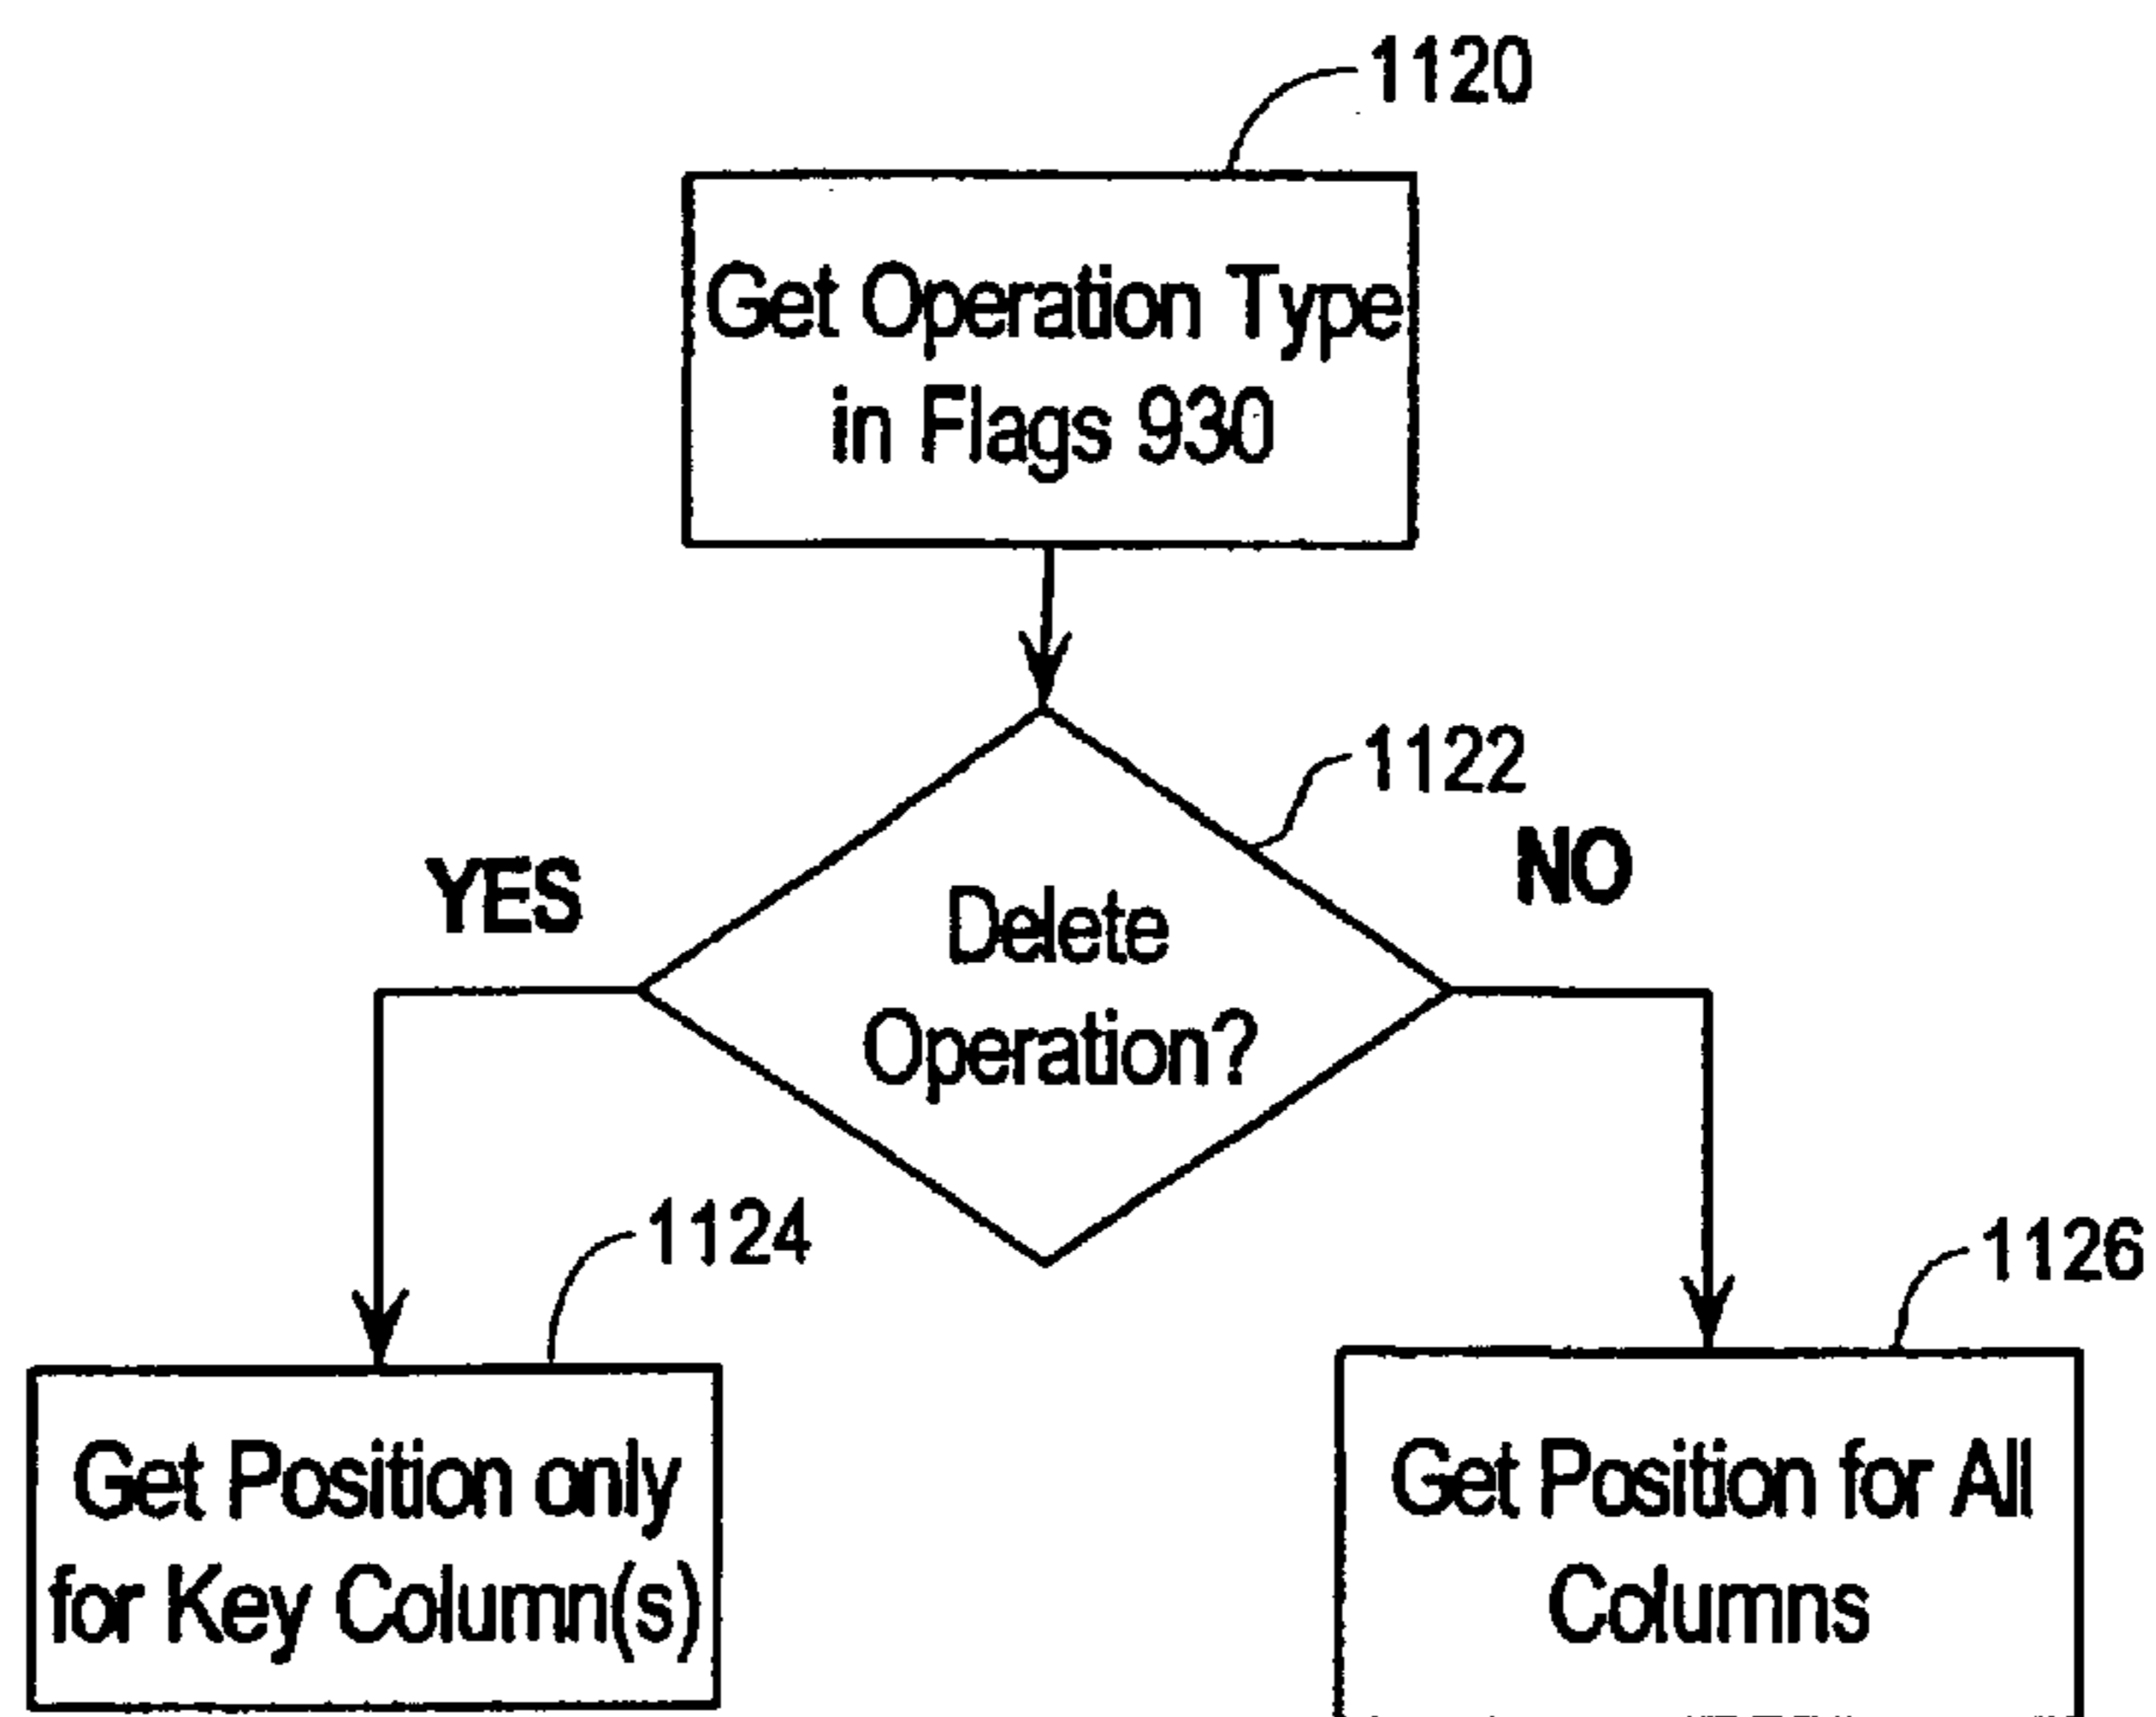 1120
Get Operation Type
in Flags 930
1122
YES
NO
Delete
Operation?
1124
1126
Get Position only
for Key Column(s)
Get Position for All
Columns